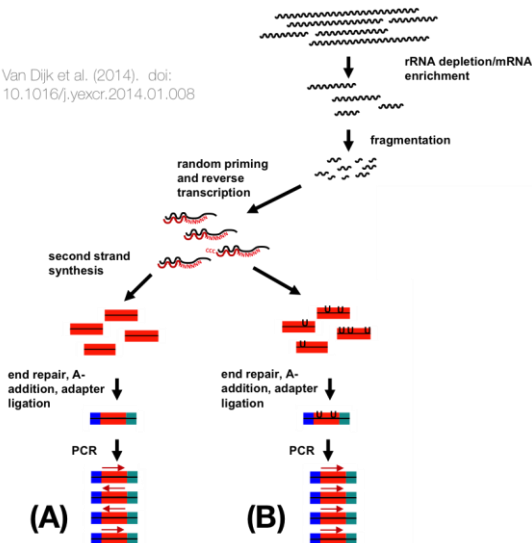 rRNA depletion/mRNA
enrichment
Van Dijk et al. (2014). doi:
10.1016/j.yexcr.2014.01.008
fragmentation
random priming
and reverse
transcription
second strand
synthesis
U
U U
U
UU U
end repair, A-
addition, adapter
ligation
end repair, A-
addition, adapter
ligation
U U
PCR
PCR
(A)
(B)